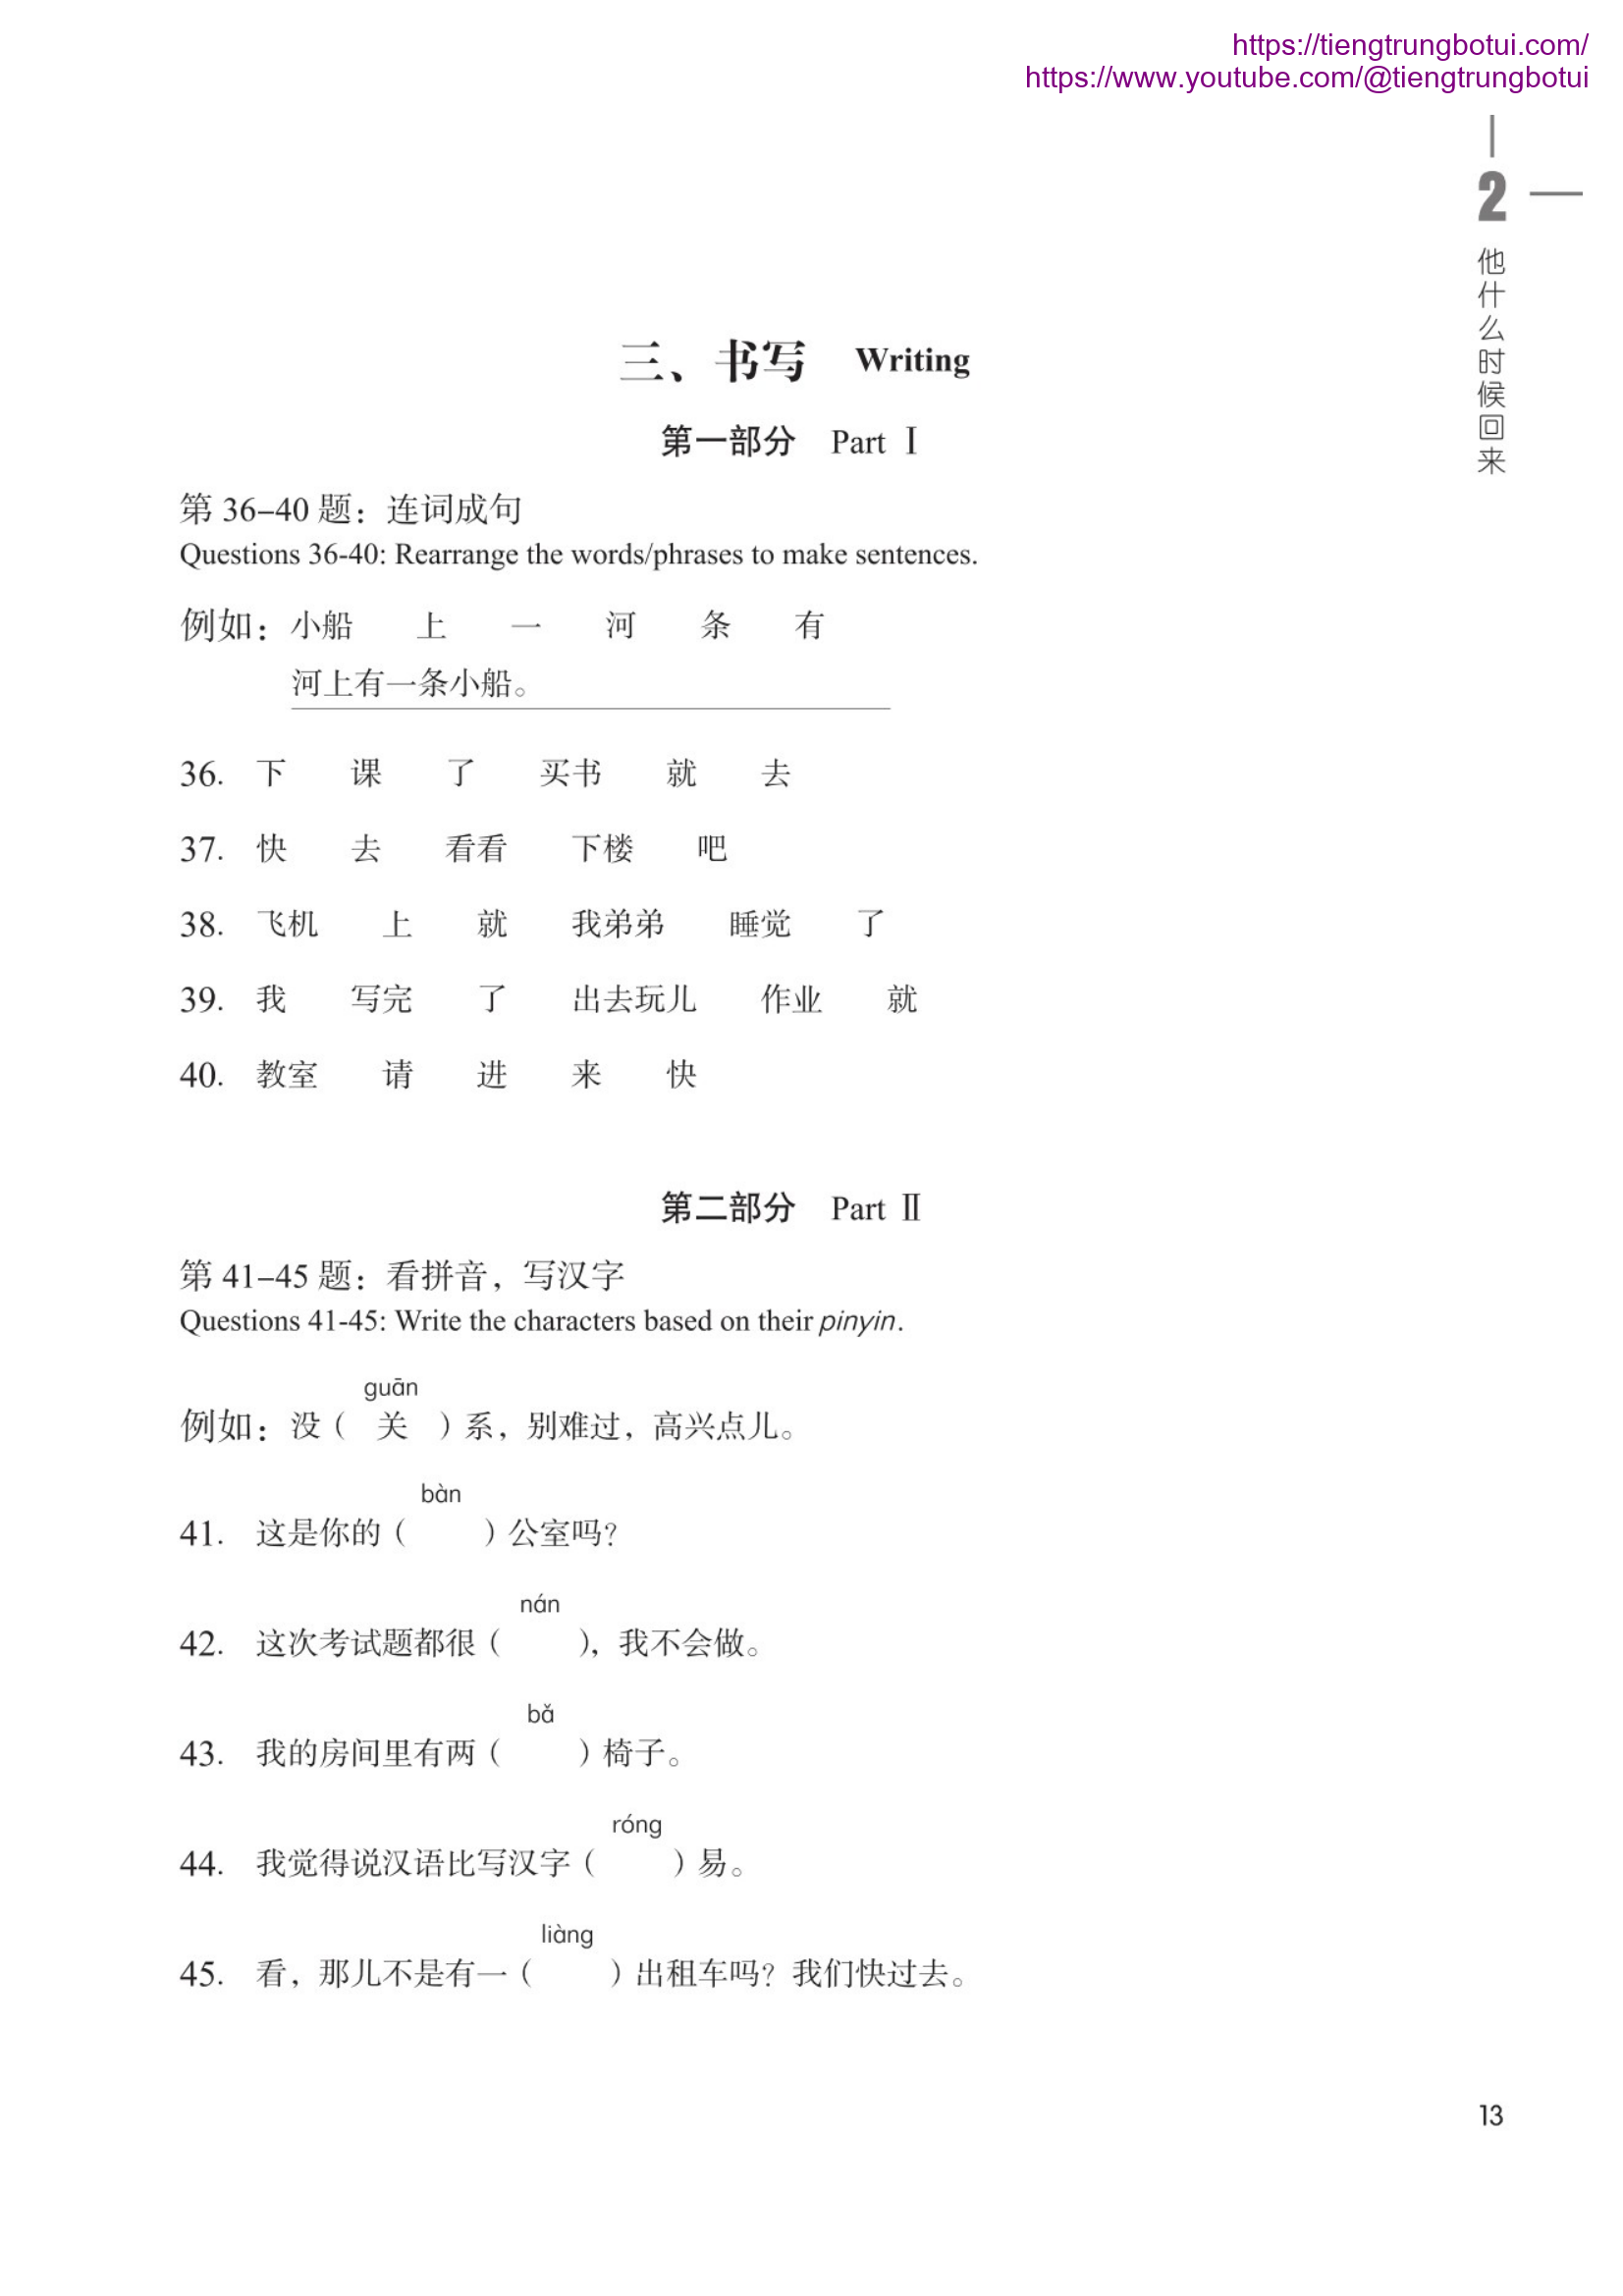 https://tiengtrungbotui.com/
https://www.youtube.com/@tiengtrungbotui
2
他什么时候回来
三、书写 Writing
第一部分 Part Ⅰ
第 36–40 题：连词成句
Questions 36-40: Rearrange the words/phrases to make sentences.
例如：小船 上 一 河 条 有
河上有一条小船。
36. 下 课 了 买书 就 去
37. 快 去 看看 下楼 吧
38. 飞机 上 就 我弟弟 睡觉 了
39. 我 写完 了 出去玩儿 作业 就
40. 教室 请 进 来 快
第二部分 Part Ⅱ
第 41–45 题：看拼音，写汉字
Questions 41-45: Write the characters based on their pinyin.
guān
例如：没（ 关 ）系，别难过，高兴点儿。
bàn
41. 这是你的（ ）公室吗？
nán
42. 这次考试题都很（ ），我不会做。
bǎ
43. 我的房间里有两（ ）椅子。
róng
44. 我觉得说汉语比写汉字（ ）易。
liàng
45. 看，那儿不是有一（ ）出租车吗？我们快过去。
13